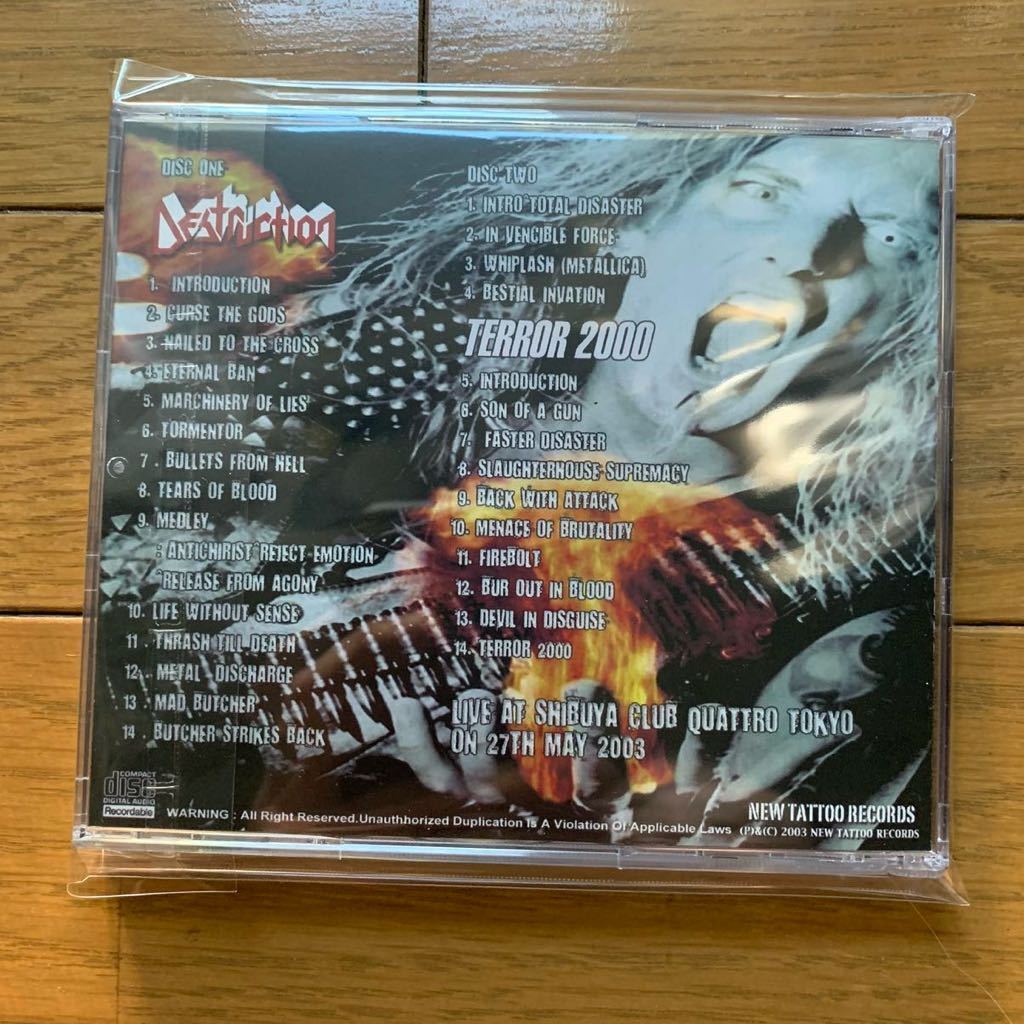 DISC ONE
DESTRUCTION
1. INTRODUCTION
2. CURSE THE GODS
3. NAILED TO THE CROSS
4. ETERNAL BAN
5. MARCHINERY OF LIES
6. TORMENTOR
7. BULLETS FROM HELL
8. TEARS OF BLOOD
9. MEDLEY
: ANTICHIRIST~REJECT EMOTION
~RELEASE FROM AGONY
10. LIFE WITHOUT SENSE
11. THRASH TILL DEATH
12. METAL DISCHARGE
13. MAD BUTCHER
14. BUTCHER STRIKES BACK
DISC TWO
1. INTRO~TOTAL DISASTER
2. IN VENCIBLE FORCE
3. WHIPLASH (METALLICA)
4. BESTIAL INVATION
TERROR 2000
5. INTRODUCTION
6. SON OF A GUN
7. FASTER DISASTER
8. SLAUGHTERHOUSE SUPREMACY
9. BACK WITH ATTACK
10. MENACE OF BRUTALITY
11. FIREBOLT
12. BUR OUT IN BLOOD
13. DEVIL IN DISGUISE
14. TERROR 2000
LIVE AT SHIBUYA CLUB QUATTRO TOKYO
ON 27TH MAY 2003
COMPACT
disc
DIGITAL AUDIO
Recordable
WARNING : All Right Reserved.Unauthhorized Duplication Is A Violation Of Applicable Laws
NEW TATTOO RECORDS
(P)&(C) 2003 NEW TATTOO RECORDS